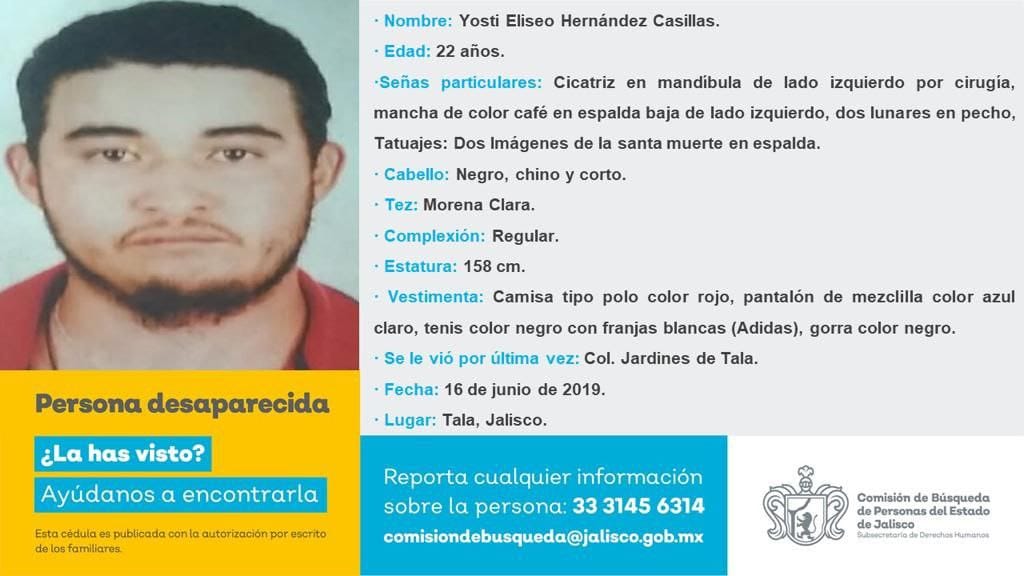 · Nombre: Yosti Eliseo Hernández Casillas.
· Edad: 22 años.
·Señas particulares: Cicatriz en mandíbula de lado izquierdo por cirugía,
mancha de color café en espalda baja de lado izquierdo, dos lunares en pecho,
Tatuajes: Dos Imágenes de la santa muerte en espalda.
· Cabello: Negro, chino y corto.
· Tez: Morena Clara.
· Complexión: Regular.
· Estatura: 158 cm.
· Vestimenta: Camisa tipo polo color rojo, pantalón de mezclilla color azul
claro, tenis color negro con franjas blancas (Adidas), gorra color negro.
· Se le vió por última vez: Col. Jardines de Tala.
· Fecha: 16 de junio de 2019.
· Lugar: Tala, Jalisco.
Persona desaparecida
¿La has visto?
Ayúdanos a encontrarla
Esta cédula es publicada con la autorización por escrito
de los familiares.
Reporta cualquier información
sobre la persona: 33 3145 6314
comisiondebusqueda@jalisco.gob.mx
Comisión de Búsqueda
de Personas del Estado
de Jalisco
Subsecretaría de Derechos Humanos